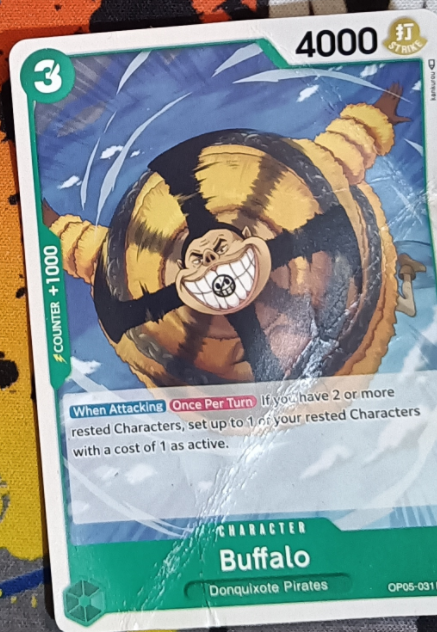 3
4000
打
STRIKE
COUNTER +1000
When Attacking Once Per Turn If you have 2 or more
rested Characters, set up to 1 of your rested Characters
with a cost of 1 as active.
CHARACTER
Buffalo
Donquixote Pirates
OP05-031